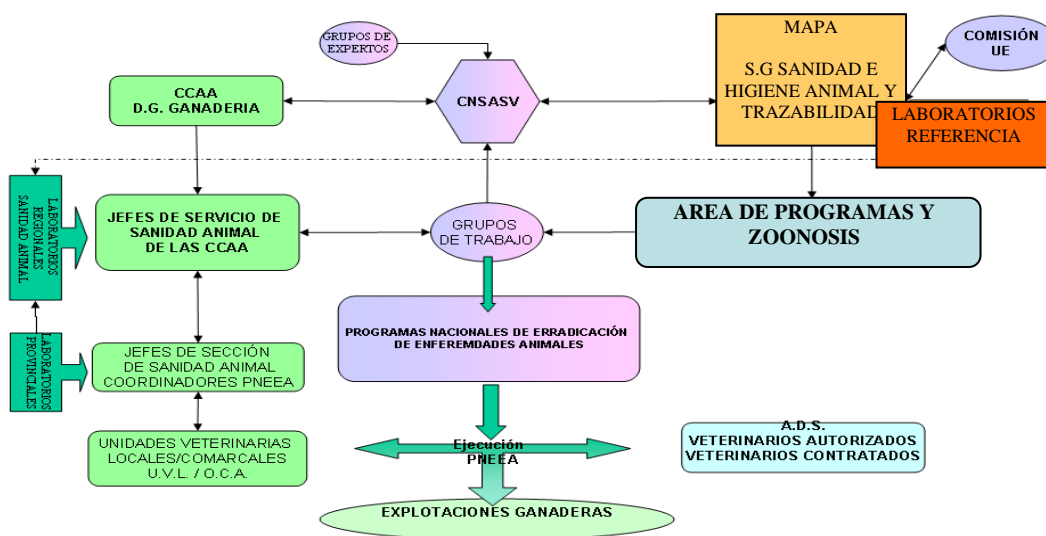 GRUPOS DE
EXPERTOS
MAPA
S.G SANIDAD E
HIGIENE ANIMAL Y
TRAZABILIDAD
COMISIÓN
UE
CCAA
D.G. GANADERIA
CNSASV
LABORATORIOS
REFERENCIA
LABORATORIOS
REGIONALES
SANIDAD ANIMAL
JEFES DE SERVICIO DE
SANIDAD ANIMAL
DE LAS CCAA
GRUPOS
DE TRABAJO
AREA DE PROGRAMAS Y
ZOONOSIS
PROGRAMAS NACIONALES DE ERRADICACIÓN
DE ENFEREMDADES ANIMALES
LABORATORIOS
PROVINCIALES
JEFES DE SECCIÓN
DE SANIDAD ANIMAL
COORDINADORES PNEEA
UNIDADES VETERINARIAS
LOCALES/COMARCALES
U.V.L. / O.C.A.
Ejecución
PNEEA
A.D.S.
VETERINARIOS AUTORIZADOS
VETERINARIOS CONTRATADOS
EXPLOTACIONES GANADERAS